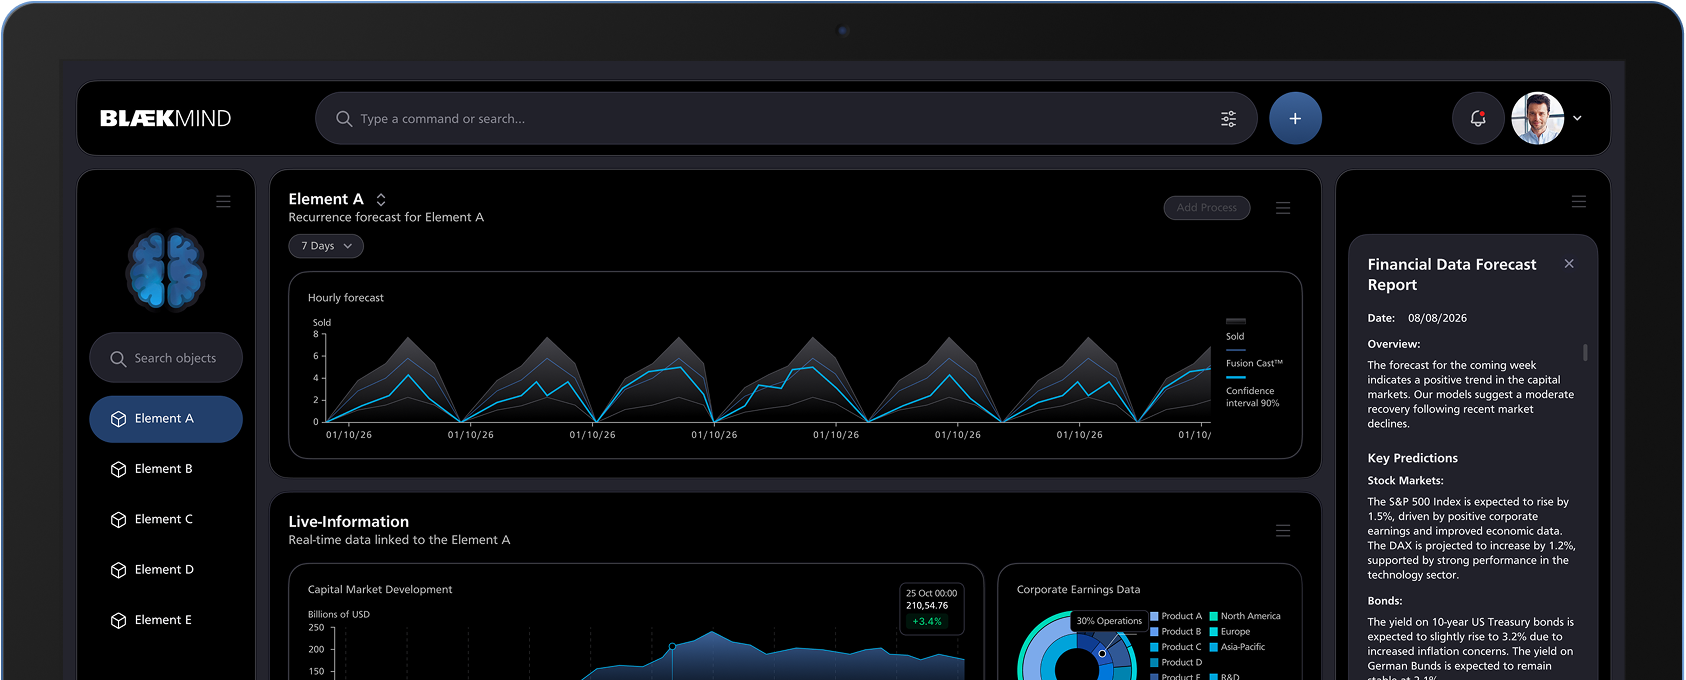 BLÆKMIND
Type a command or search...
+
Search objects
Element A
Element B
Element C
Element D
Element E
Element A
Recurrence forecast for Element A
Add Process
7 Days
Hourly forecast
Sold
8
6
4
2
0
01/10/26 01/10/26 01/10/26 01/10/26 01/10/26 01/10/26 01/10/26 01/10/
Sold
Fusion Cast™
Confidence
interval 90%
Live-Information
Real-time data linked to the Element A
Capital Market Development
Billions of USD
250
200
150
25 Oct 00:00
210,54.76
+3.4%
Corporate Earnings Data
30% Operations
Product A
Product B
Product C
Product D
Product E
North America
Europe
Asia-Pacific
R&D
Financial Data Forecast
Report
Date: 08/08/2026
Overview:
The forecast for the coming week
indicates a positive trend in the capital
markets. Our models suggest a moderate
recovery following recent market
declines.
Key Predictions
Stock Markets:
The S&P 500 Index is expected to rise by
1.5%, driven by positive corporate
earnings and improved economic data.
The DAX is projected to increase by 1.2%,
supported by strong performance in the
technology sector.
Bonds:
The yield on 10-year US Treasury bonds is
expected to slightly rise to 3.2% due to
increased inflation concerns. The yield on
German Bunds is expected to remain
stable at 2.1%